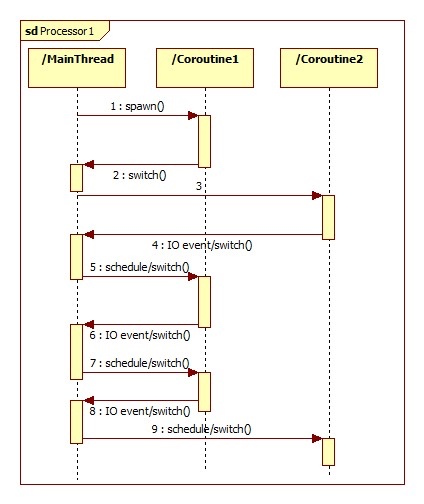 sd Processor1
/MainThread /Coroutine1 /Coroutine2
1 : spawn()
2 : switch()
3
4 : IO event/switch()
5 : schedule/switch()
6 : IO event/switch()
7 : schedule/switch()
8 : IO event/switch()
9 : schedule/switch()